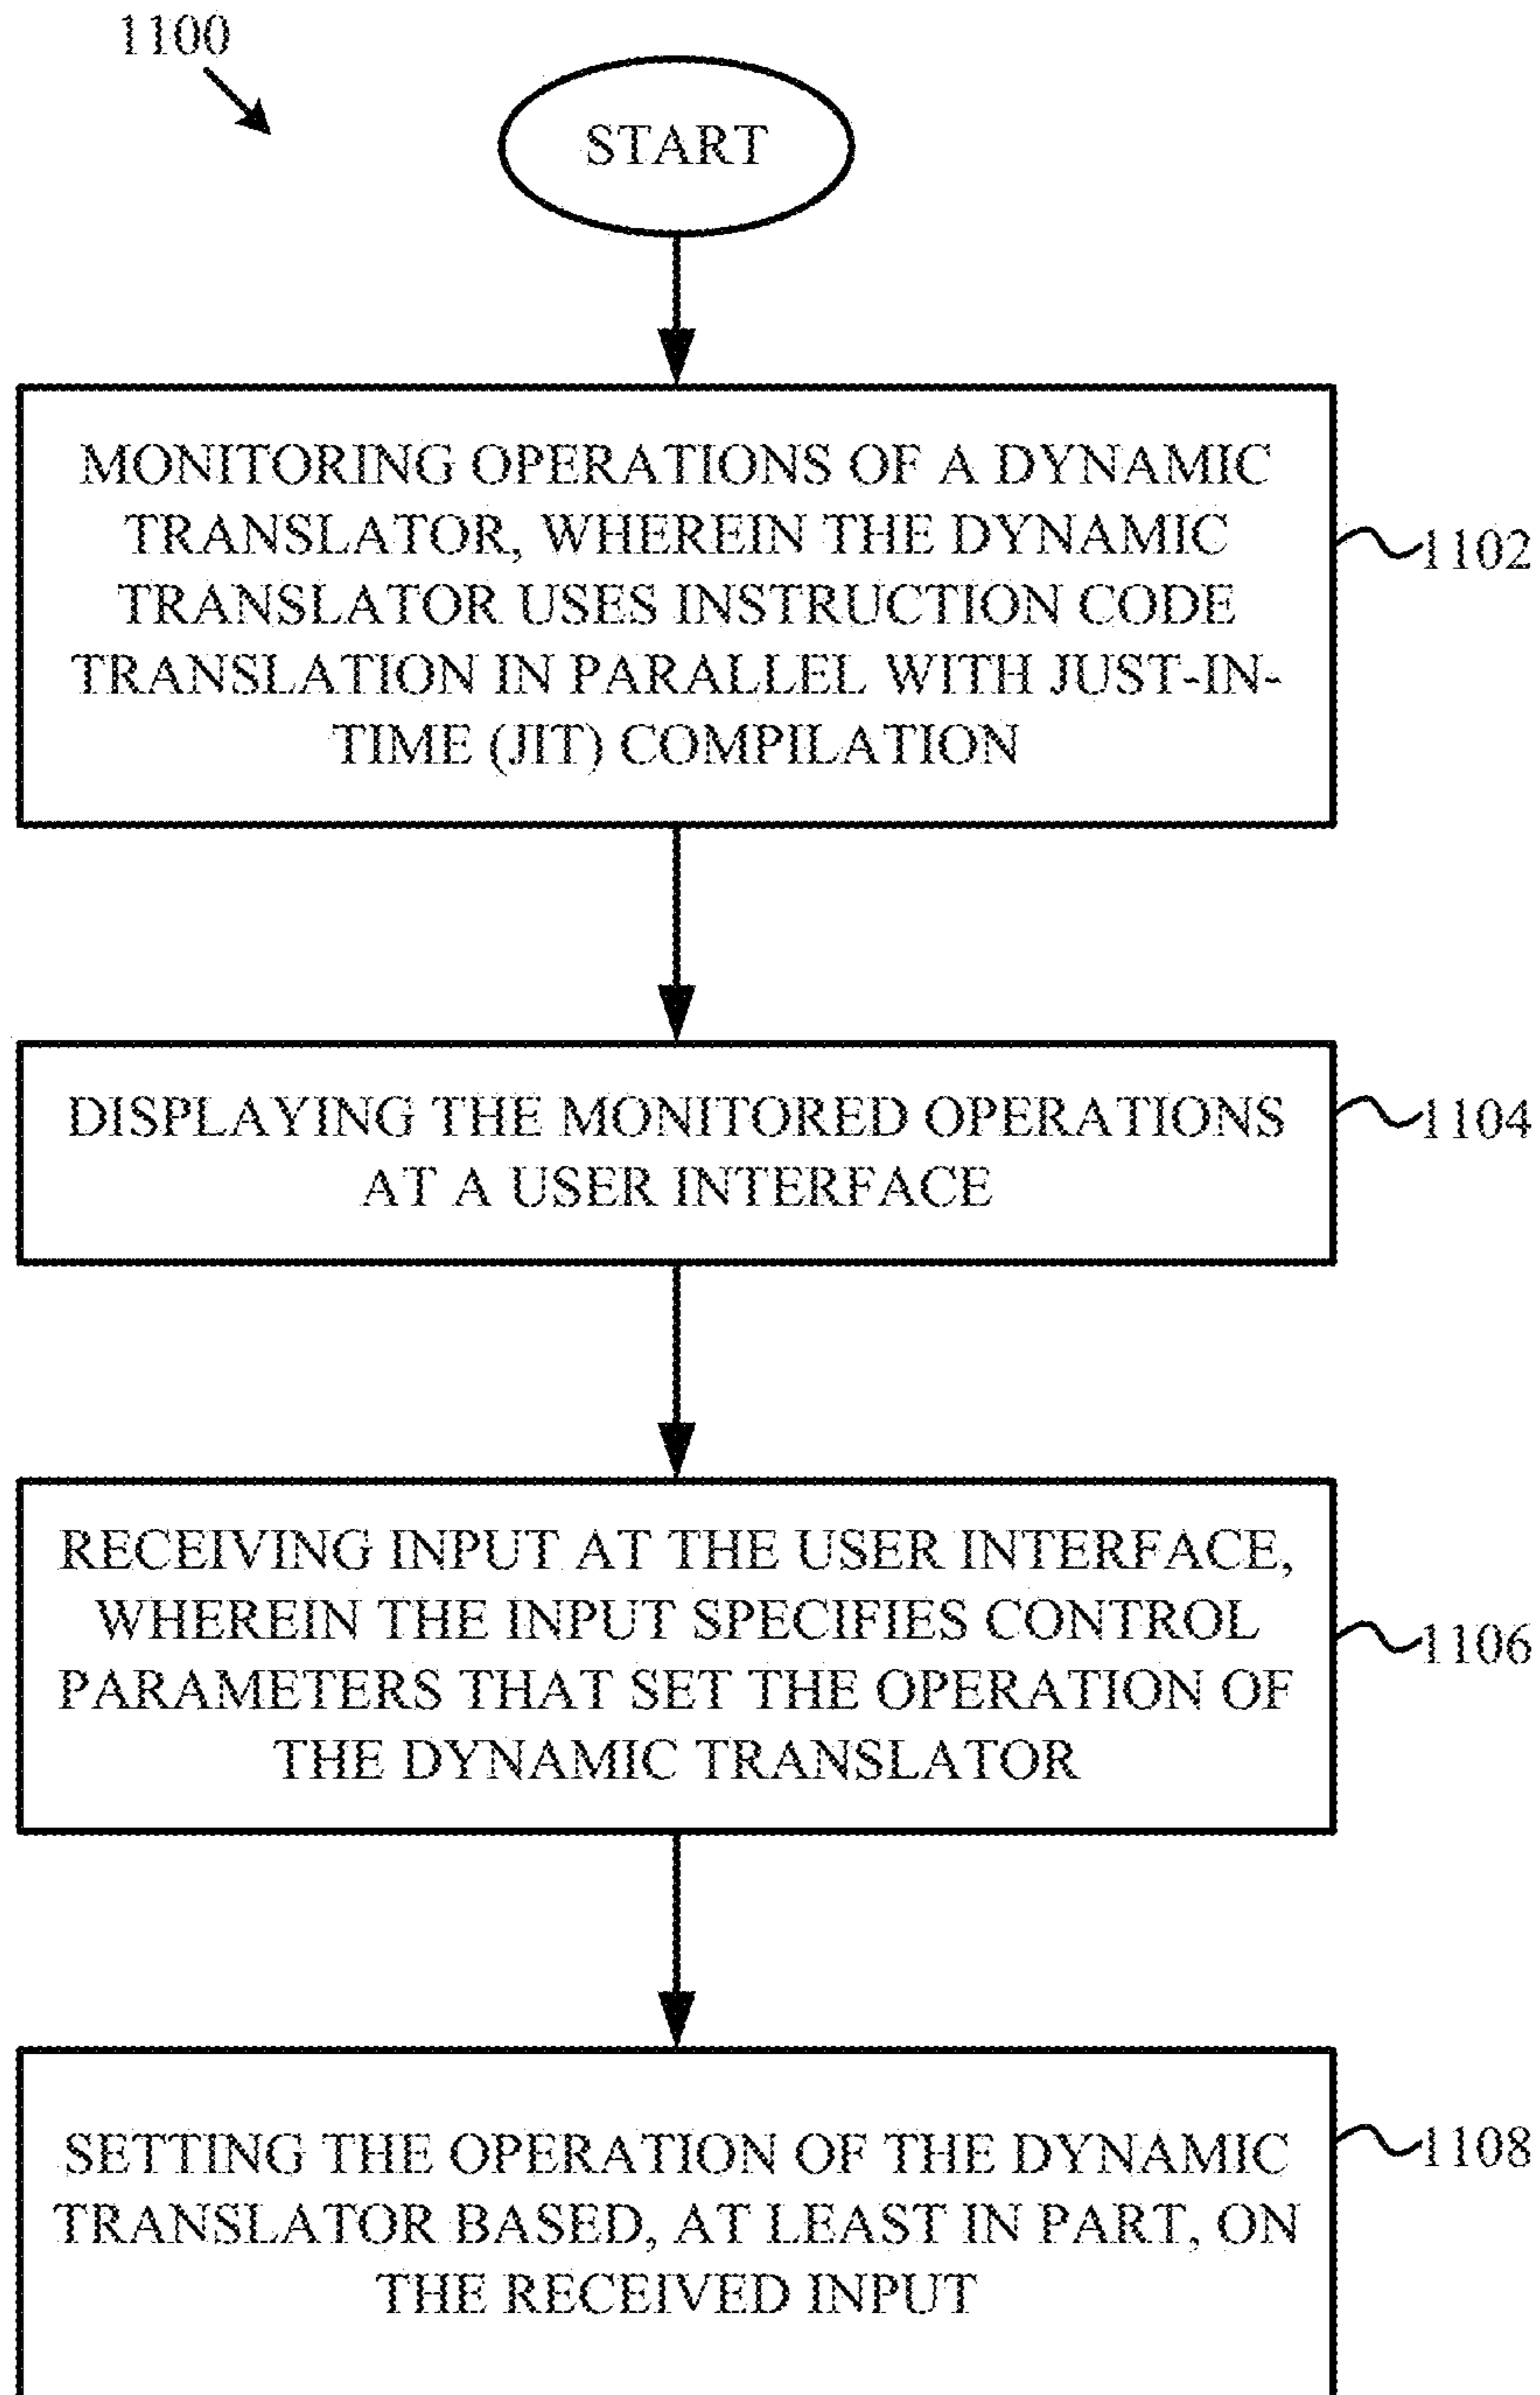 1100
START
MONITORING OPERATIONS OF A DYNAMIC
TRANSLATOR, WHEREIN THE DYNAMIC
TRANSLATOR USES INSTRUCTION CODE
TRANSLATION IN PARALLEL WITH JUST-IN-
TIME (JIT) COMPILATION
1102
DISPLAYING THE MONITORED OPERATIONS
AT A USER INTERFACE
1104
RECEIVING INPUT AT THE USER INTERFACE,
WHEREIN THE INPUT SPECIFIES CONTROL
PARAMETERS THAT SET THE OPERATION OF
THE DYNAMIC TRANSLATOR
1106
SETTING THE OPERATION OF THE DYNAMIC
TRANSLATOR BASED, AT LEAST IN PART, ON
THE RECEIVED INPUT
1108